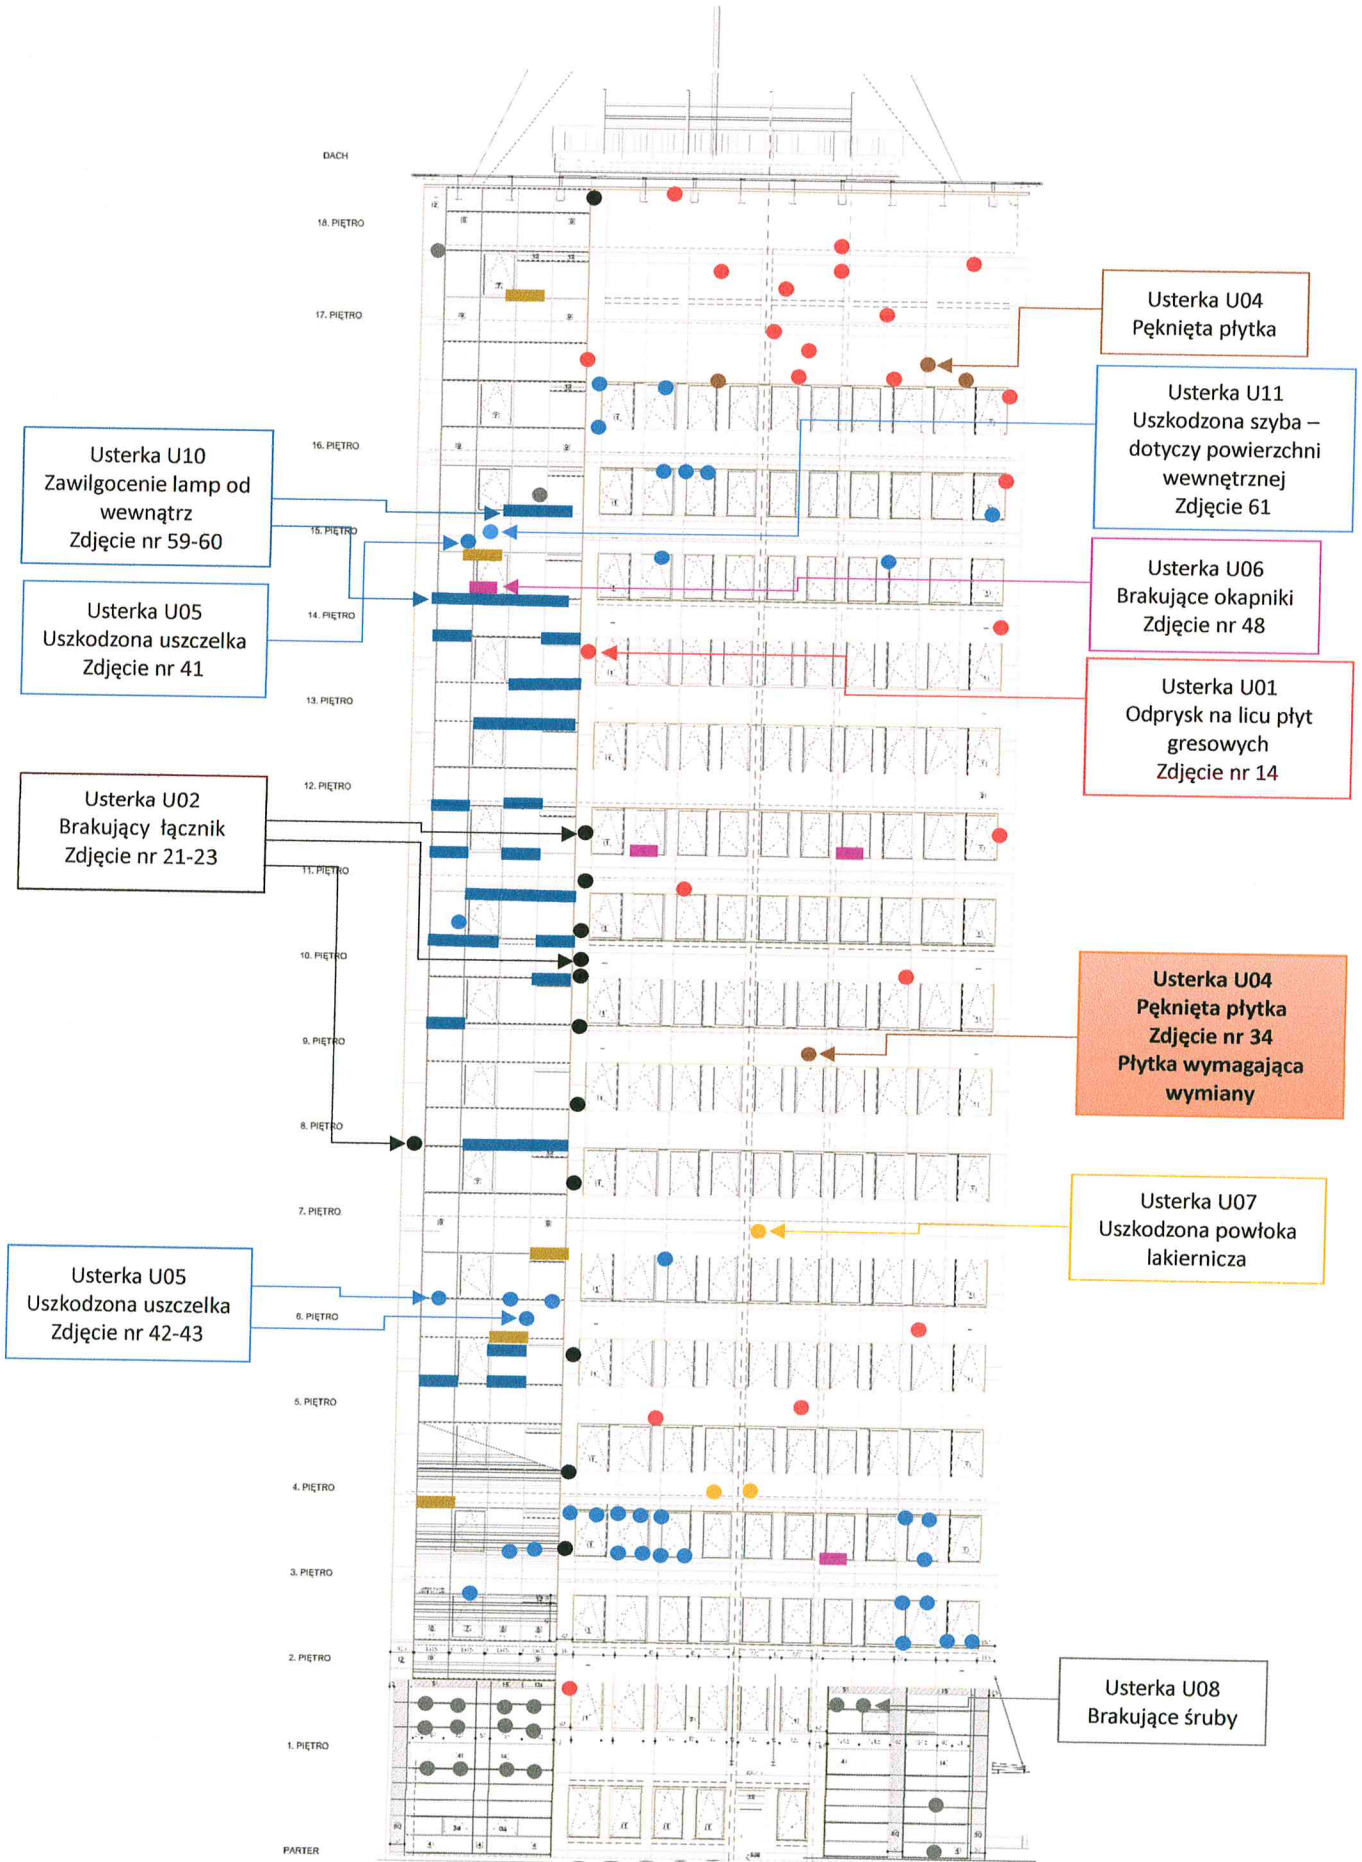 DACH
18. PIĘTRO
17. PIĘTRO
Usterka U04
Pęknięta płytka
Usterka U11
Uszkodzona szyba –
dotyczy powierzchni
wewnętrznej
Zdjęcie 61
16. PIĘTRO
Usterka U10
Zawilgocenie lamp od
wewnątrz
Zdjęcie nr 59-60
15. PIĘTRO
Usterka U06
Brakujące okapniki
Zdjęcie nr 48
Usterka U05
Uszkodzona uszczelka
Zdjęcie nr 41
14. PIĘTRO
Usterka U01
Odprysk na licu płyt
gresowych
Zdjęcie nr 14
13. PIĘTRO
12. PIĘTRO
Usterka U02
Brakujący łącznik
Zdjęcie nr 21-23
11. PIĘTRO
10. PIĘTRO
Usterka U04
Pęknięta płytka
Zdjęcie nr 34
Płytka wymagająca
wymiany
9. PIĘTRO
8. PIĘTRO
7. PIĘTRO
Usterka U07
Uszkodzona powłoka
lakiernicza
Usterka U05
Uszkodzona uszczelka
Zdjęcie nr 42-43
6. PIĘTRO
5. PIĘTRO
4. PIĘTRO
3. PIĘTRO
2. PIĘTRO
Usterka U08
Brakujące śruby
1. PIĘTRO
PARTER